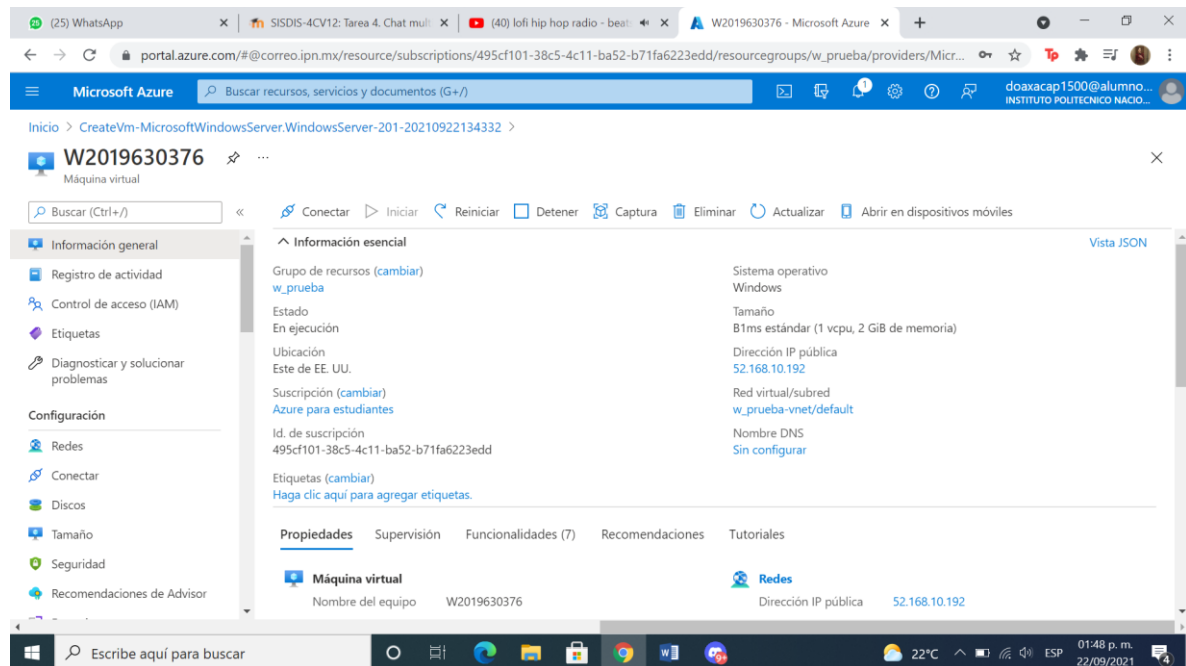 (25) WhatsApp
SISDIS-4CV12: Tarea 4. Chat mult
(40) lofi hip hop radio - beat
W2019630376 - Microsoft Azure
portal.azure.com/#@correo.ipn.mx/resource/subscriptions/495cf101-38c5-4c11-ba52-b71fa6223edd/resourcegroups/w_prueba/providers/Micr...
Microsoft Azure
Buscar recursos, servicios y documentos (G+/)
1
doaxacap1500@alumno...
INSTITUTO POLITECNICO NACIO...
Inicio > CreateVm-MicrosoftWindowsServer.WindowsServer-201-20210922134332 >
W2019630376
Máquina virtual
Buscar (Ctrl+/)
Conectar Iniciar Reiniciar Detener Captura Eliminar Actualizar Abrir en dispositivos móviles
Información general
Registro de actividad
Control de acceso (IAM)
Etiquetas
Diagnosticar y solucionar
problemas
Configuración
Redes
Conectar
Discos
Tamaño
Seguridad
Recomendaciones de Advisor
Información esencial
Vista JSON
Grupo de recursos (cambiar)
w_prueba
Estado
En ejecución
Ubicación
Este de EE. UU.
Suscripción (cambiar)
Azure para estudiantes
Id. de suscripción
495cf101-38c5-4c11-ba52-b71fa6223edd
Etiquetas (cambiar)
Haga clic aquí para agregar etiquetas.
Sistema operativo
Windows
Tamaño
B1ms estándar (1 vcpu, 2 GiB de memoria)
Dirección IP pública
52.168.10.192
Red virtual/subred
w_prueba-vnet/default
Nombre DNS
Sin configurar
Propiedades Supervisión Funcionalidades (7) Recomendaciones Tutoriales
Máquina virtual
Nombre del equipo W2019630376
Redes
Dirección IP pública 52.168.10.192
Escribe aquí para buscar
22°C
ESP
01:48 p. m.
22/09/2021
4